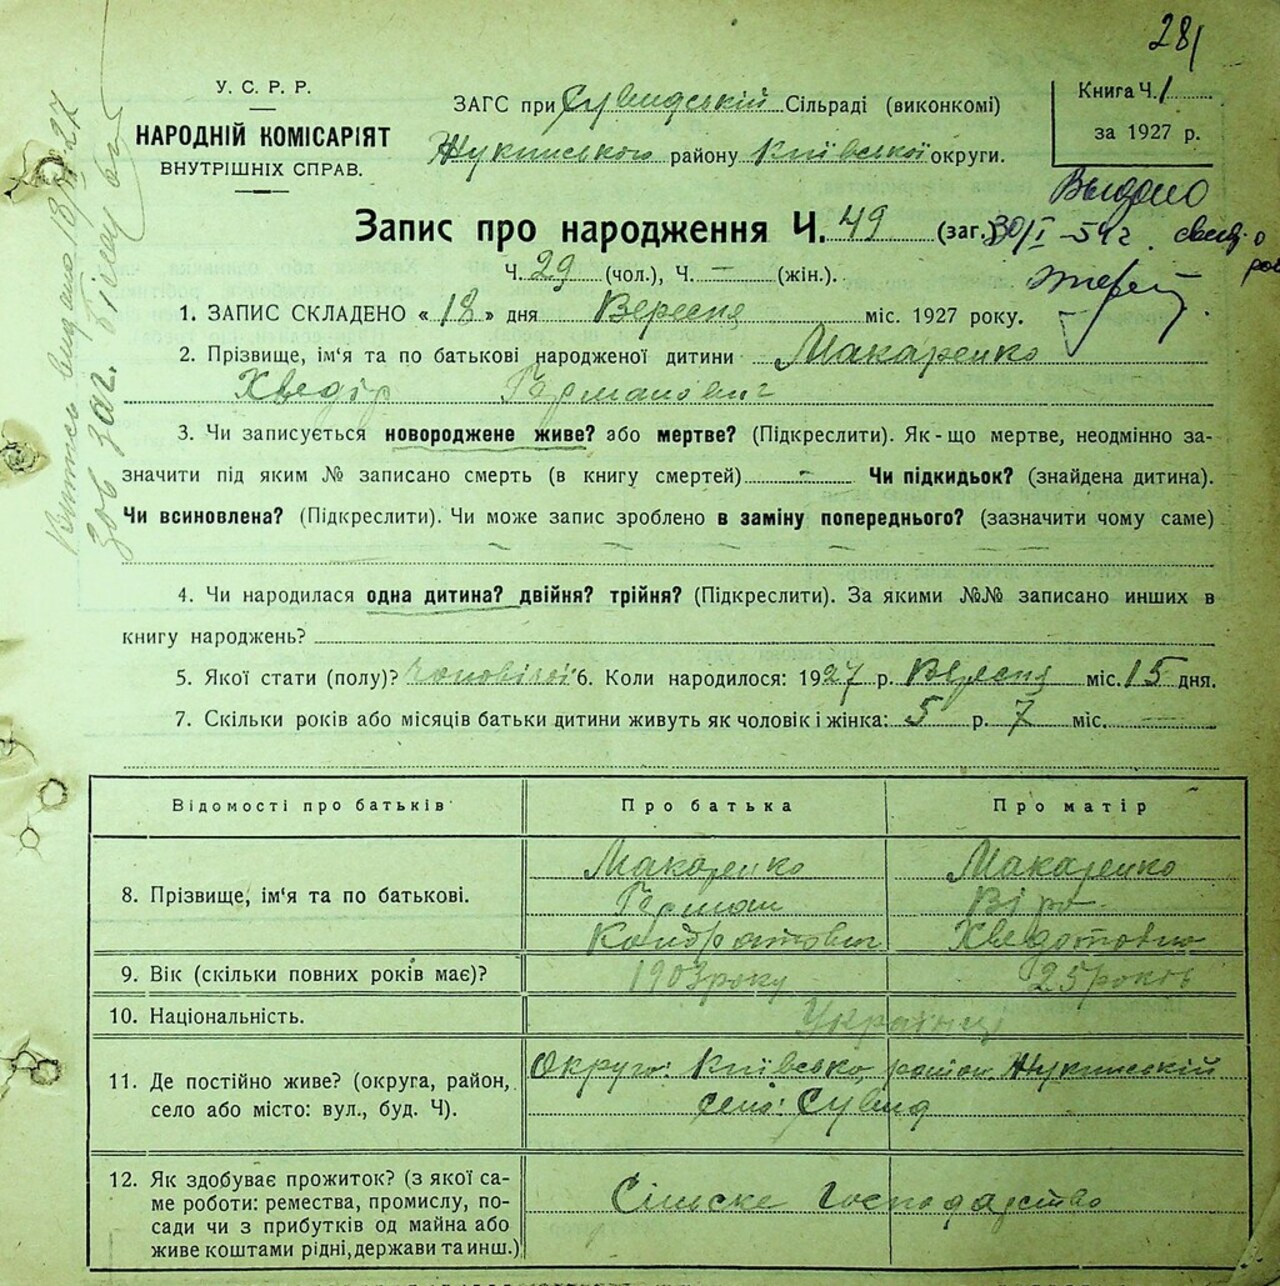 281
У. С. Р. Р.
НАРОДНІЙ КОМІСАРІЯТ
ВНУТРІШНІХ СПРАВ.
ЗАГС при Сувидській Сільраді (виконкомі)
Жукинського району Київської округи.
Книга Ч. 1
за 1927 р.
Выдано
30/I-54 г. свид. о
Запис про народження Ч. 49 (заг.)
Ч. 29 (чол.), Ч. — (жін.).
1. ЗАПИС СКЛАДЕНО « 18 » дня Вересня міс. 1927 року.
2. Прізвище, ім'я та по батькові народженої дитини Макаренко
Хведір Германович
3. Чи записується новороджене живе? або мертве? (Підкреслити). Як-що мертве, неодмінно за-
значити під яким № записано смерть (в книгу смертей) — Чи підкидьок? (знайдена дитина).
Чи всиновлена? (Підкреслити). Чи може запис зроблено в заміну попереднього? (зазначити чому саме)
4. Чи народилася одна дитина? двійня? трійня? (Підкреслити). За якими №№ записано инших в
книгу народжень?
5. Якої стати (полу)? Чоловічої 6. Коли народилося: 1927 р. Вересня міс. 15 дня.
7. Скільки років або місяців батьки дитини живуть як чоловік і жінка: 5 р. 7 міс. —
Відомості про батьків Про батька Про матір
8. Прізвище, ім'я та по батькові.
Макаренко Макаренко
Герман Віра
Кондратович Хведотовна
9. Вік (скільки повних років має)? 1903 року 25 років
10. Національність. Українці
11. Де постійно живе? (округа, район,
село або місто: вул., буд. Ч).
Округа: Київська, район Жукинський
село: Сувид
12. Як здобуває прожиток? (з якої са-
ме роботи: ремества, промислу, по-
сади чи з прибутків од майна або
живе коштами рідні, держави та инш.)
Сільске Господарство